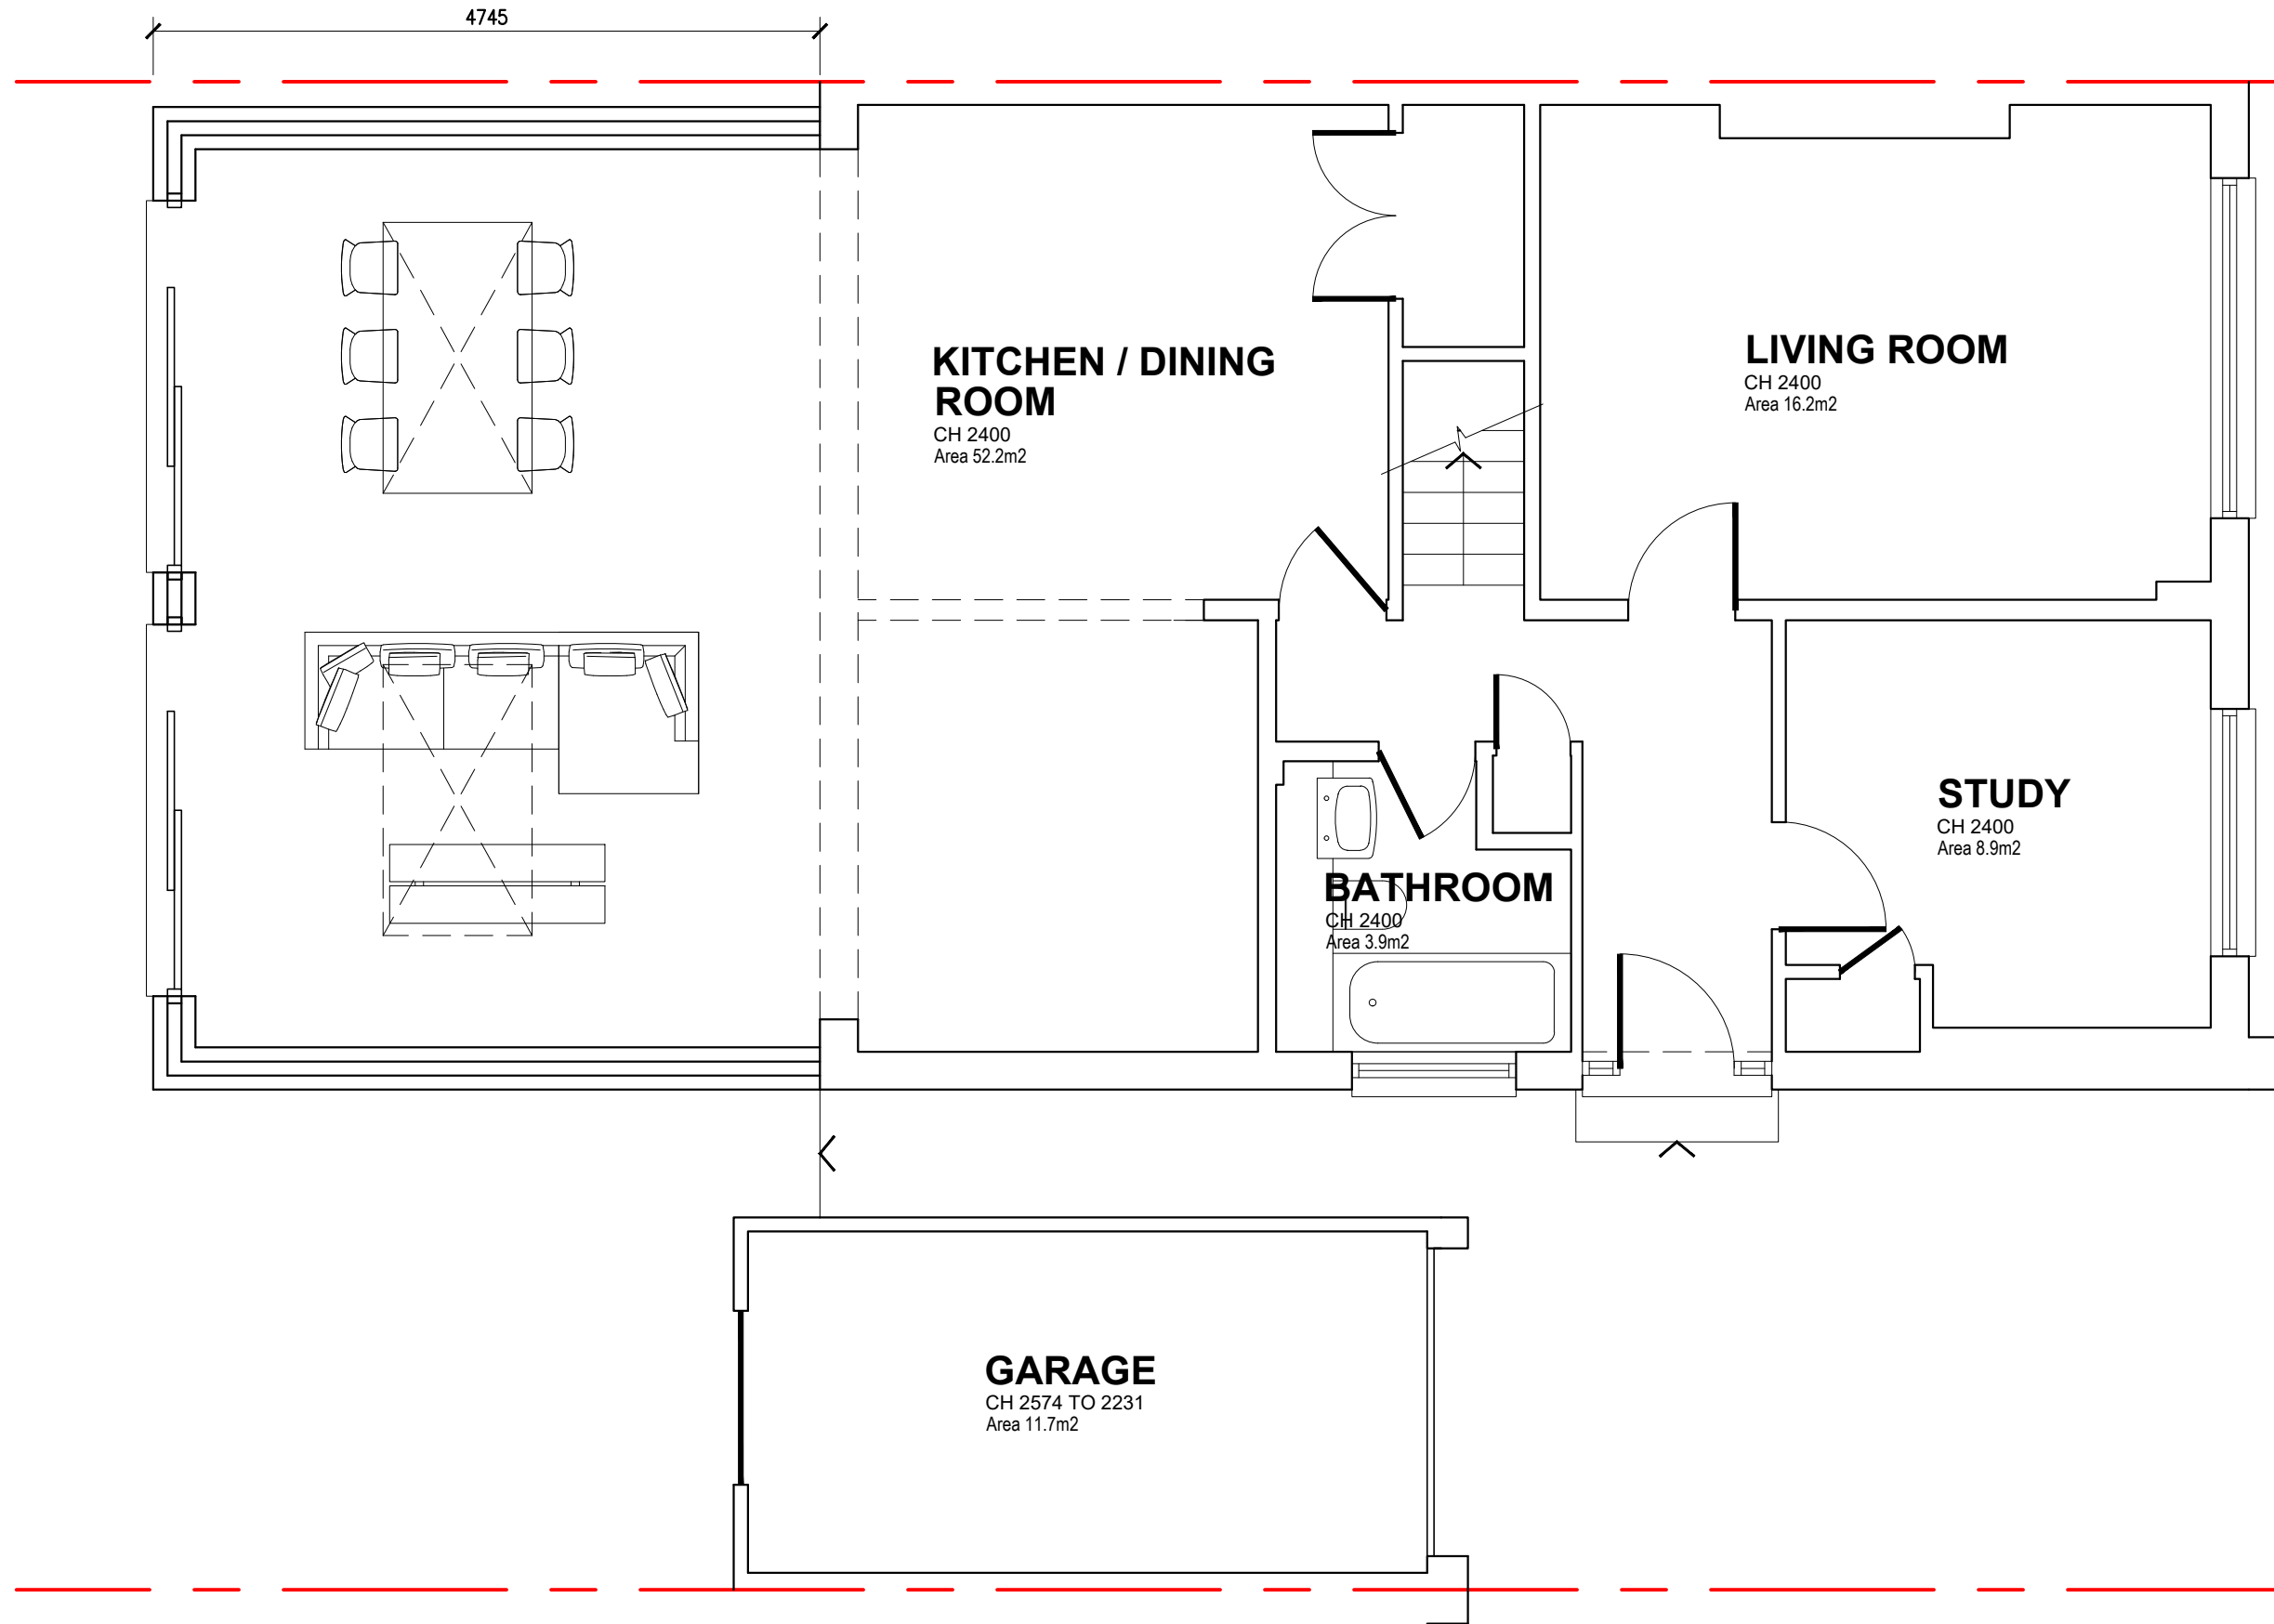 4745
KITCHEN / DINING
ROOM
CH 2400
Area 52.2m2
LIVING ROOM
CH 2400
Area 16.2m2
STUDY
CH 2400
Area 8.9m2
BATHROOM
CH 2400
Area 3.9m2
GARAGE
CH 2574 TO 2231
Area 11.7m2